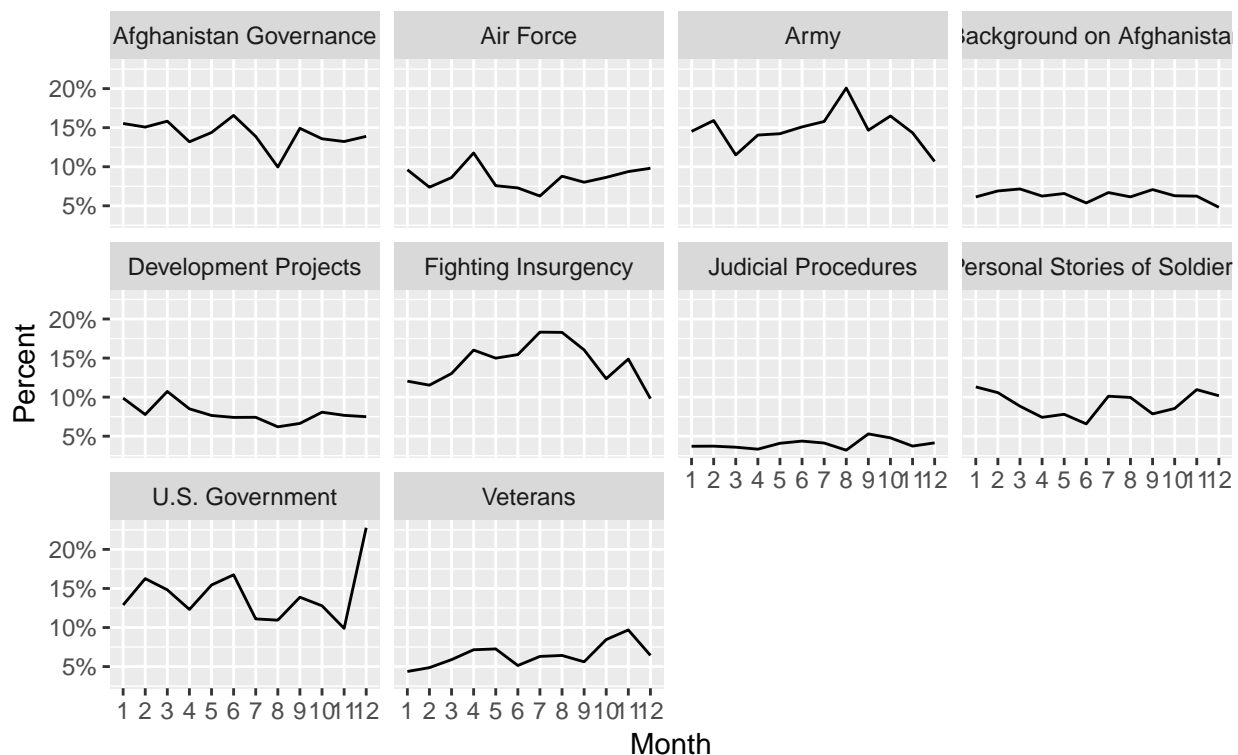 Afghanistan Governance
Air Force
Army
Background on Afghanistan
20%
15%
10%
5%
Development Projects
Fighting Insurgency
Judicial Procedures
Personal Stories of Soldier
20%
15%
10%
5%
1 2 3 4 5 6 7 8 9 10 11 12
1 2 3 4 5 6 7 8 9 10 11 12
U.S. Government
Veterans
20%
15%
10%
5%
1 2 3 4 5 6 7 8 9 10 11 12
1 2 3 4 5 6 7 8 9 10 11 12
Percent
Month